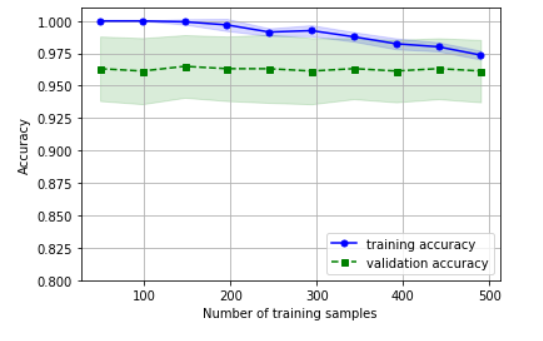 1.000
0.975
0.950
0.925
0.900
0.875
0.850
0.825
0.800
Accuracy
training accuracy
validation accuracy
100 200 300 400 500
Number of training samples